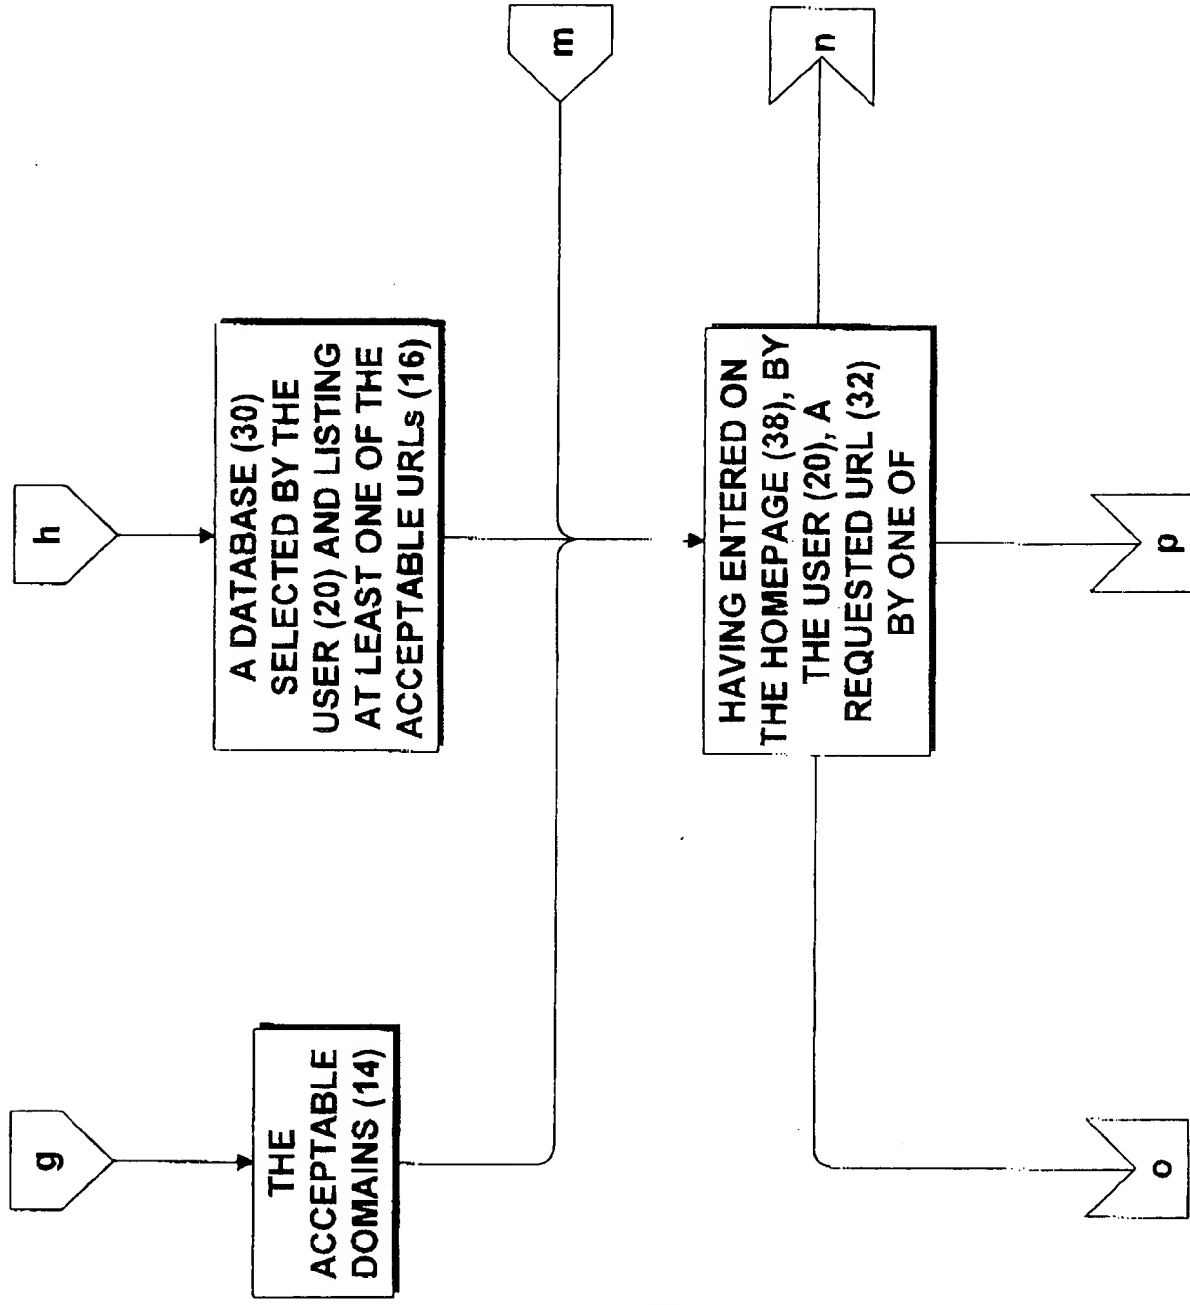 g
h
THE
ACCEPTABLE
DOMAINS (14)
A DATABASE (30)
SELECTED BY THE
USER (20) AND LISTING
AT LEAST ONE OF THE
ACCEPTABLE URLs (16)
m
HAVING ENTERED ON
THE HOMEPAGE (38), BY
THE USER (20), A
REQUESTED URL (32)
BY ONE OF
n
o
p